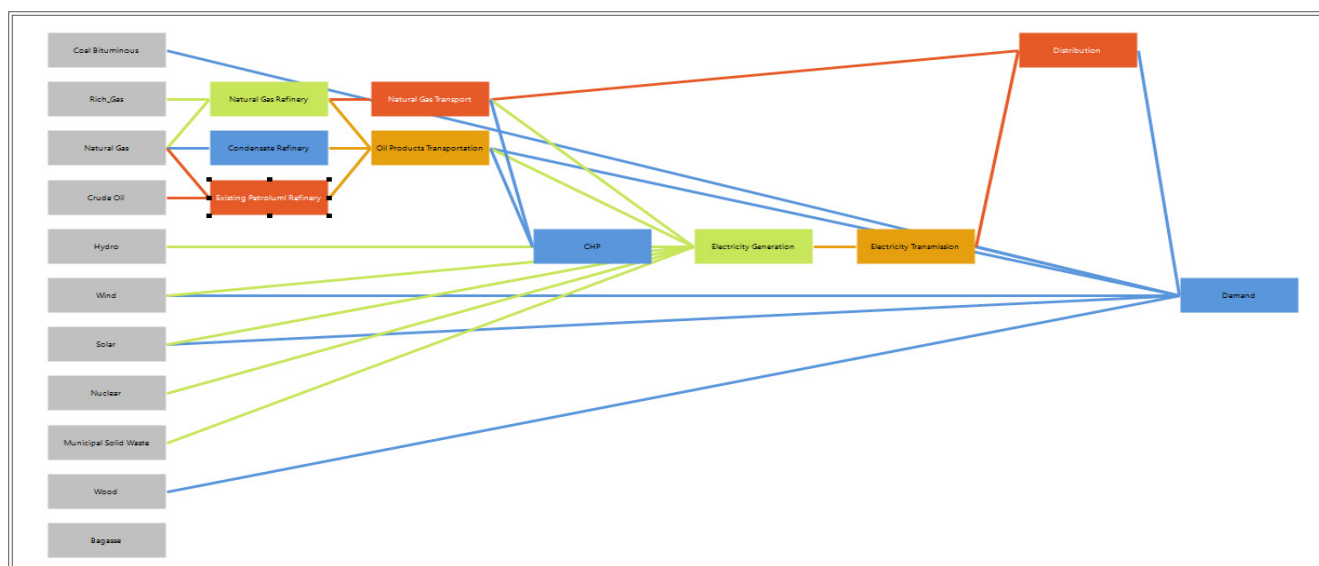 Coal Bituminous
Distribution
Rich_Gas
Natural Gas Refinery
Natural Gas Transport
Natural Gas
Condensate Refinery
Oil Products Transportation
Crude Oil
Existing Petroluml Refinery
Hydro
CHP
Electricity Generation
Electricity Transmission
Wind
Demand
Solar
Nuclear
Municipal Solid Waste
Wood
Bagasse